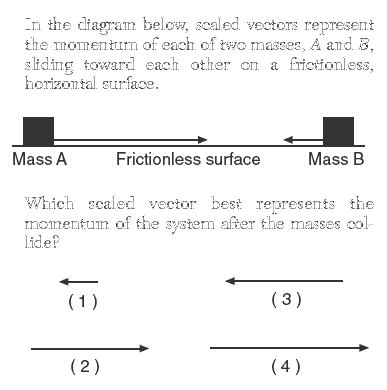 In the diagram below, scaled vectors represent
the momentum of each of two masses, A and B,
sliding toward each other on a frictionless,
horizontal surface.
Mass A Frictionless surface Mass B
Which scaled vector best represents the
momentum of the system after the masses col-
lide?
(1) (3)
(2) (4)